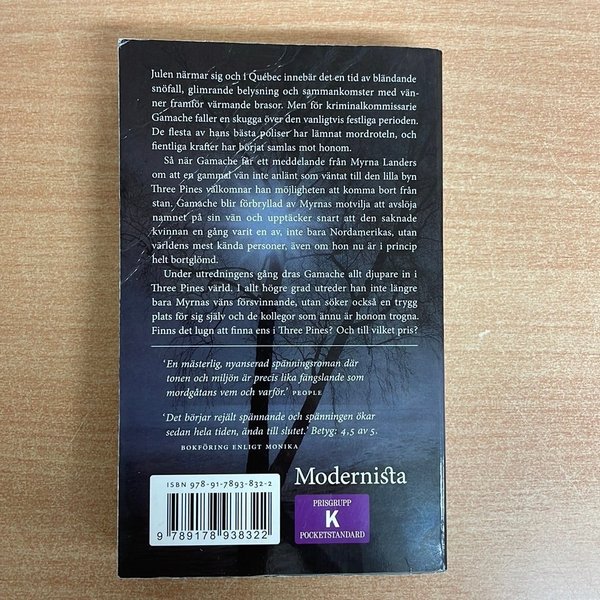 Julen närmar sig och i Québec innebär det en tid av bländande
snöfall, glimrande belysning och sammankomster med vän-
ner framför värmande brasor. Men för kriminalkommissarie
Gamache faller en skugga över den vanligtvis festliga perioden.
De flesta av hans bästa poliser har lämnat mordroteln, och
fientliga krafter har börjat samlas mot honom.
Så när Gamache får ett meddelande från Myrna Landers
om att en gammal vän inte anlänt som väntat till den lilla byn
Three Pines välkomnar han möjligheten att komma bort från
stan. Gamache blir förbryllad av Myrnas motvilja att avslöja
namnet på sin vän och upptäcker snart att den saknade
kvinnan en gång varit en av, inte bara Nordamerikas, utan
världens mest kända personer, även om hon nu är i princip
helt bortglömd.
Under utredningens gång dras Gamache allt djupare in i
Three Pines värld. I allt högre grad utreder han inte längre
bara Myrnas väns försvinnande, utan söker också en trygg
plats för sig själv och de kollegor som ännu är honom trogna.
Finns det lugn att finna ens i Three Pines? Och till vilket pris?
'En mästerlig, nyanserad spänningsroman där
tonen och miljön är precis lika fängslande som
mordgåtans vem och varför.' PEOPLE
'Det börjar rejält spännande och spänningen ökar
sedan hela tiden, ända till slutet.' Betyg: 4,5 av 5.
BOKFÖRING ENLIGT MONIKA
ISBN 978-91-7893-832-2
9 789178 938322
Modernista
PRISGRUPP
K
POCKETSTANDARD